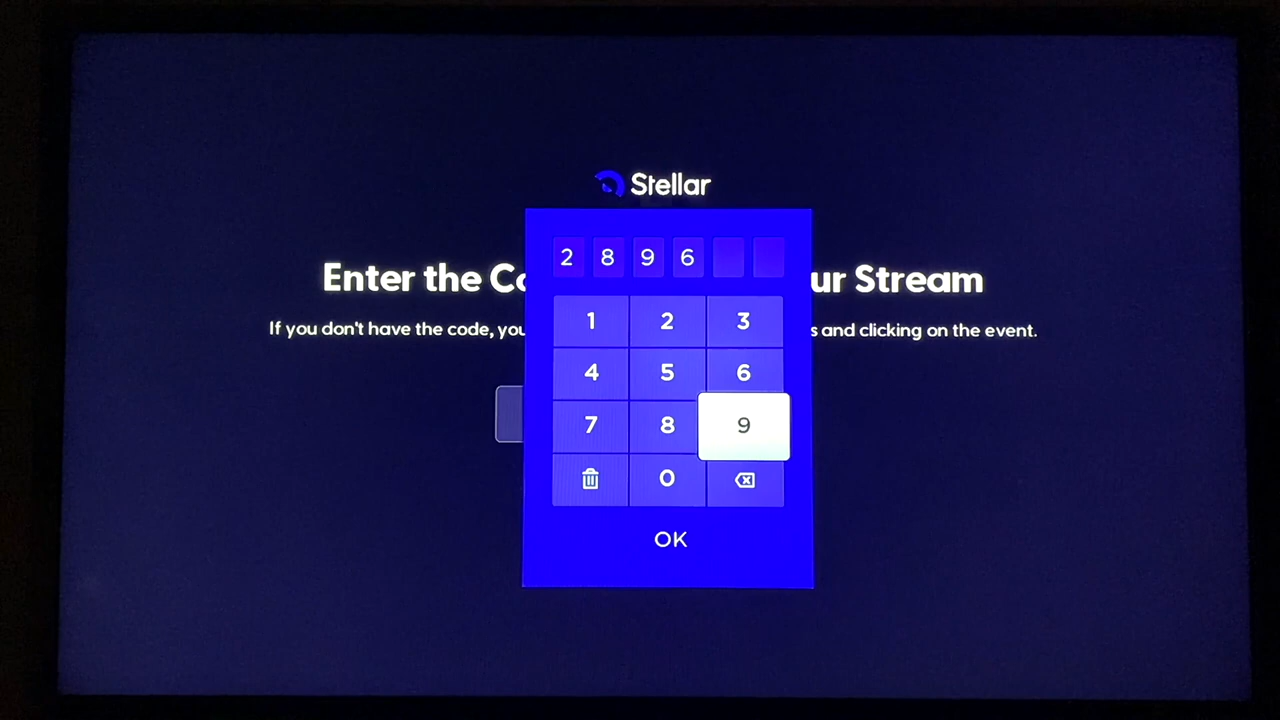 Stellar
Enter the Co
ur Stream
If you don't have the code, you
s and clicking on the event.
2 8 9 6
1 2 3
4 5 6
7 8 9
0
OK